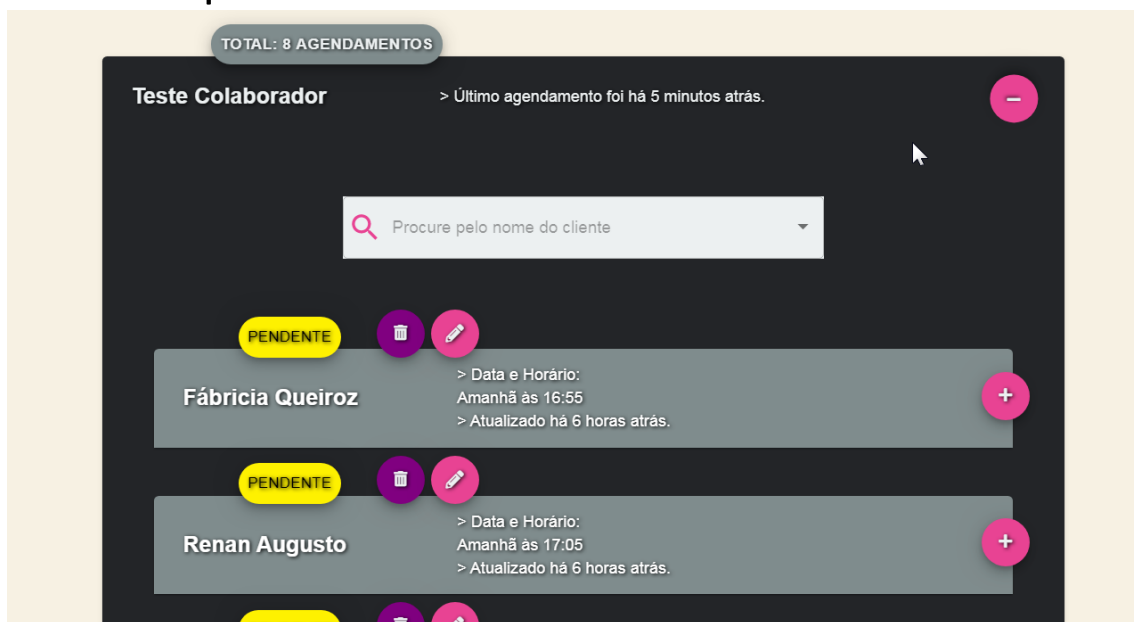 TOTAL: 8 AGENDAMENTOS
Teste Colaborador
> Último agendamento foi há 5 minutos atrás.
Procure pelo nome do cliente
PENDENTE
Fábricia Queiroz
> Data e Horário:
Amanhã às 16:55
> Atualizado há 6 horas atrás.
PENDENTE
Renan Augusto
> Data e Horário:
Amanhã às 17:05
> Atualizado há 6 horas atrás.